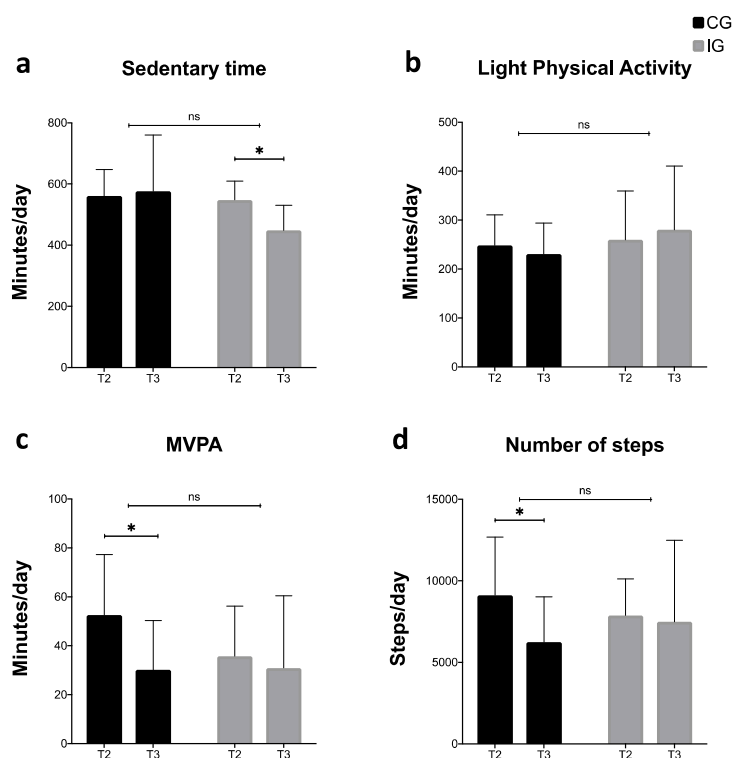 CG
IG
a
Sedentary time
800
600
400
200
0
Minutes/day
ns
*
T2
T3
T2
T3
b
Light Physical Activity
500
400
300
200
100
0
Minutes/day
ns
T2
T3
T2
T3
c
MVPA
100
80
60
40
20
0
Minutes/day
ns
*
T2
T3
T2
T3
d
Number of steps
15000
10000
5000
0
Steps/day
ns
*
T2
T3
T2
T3